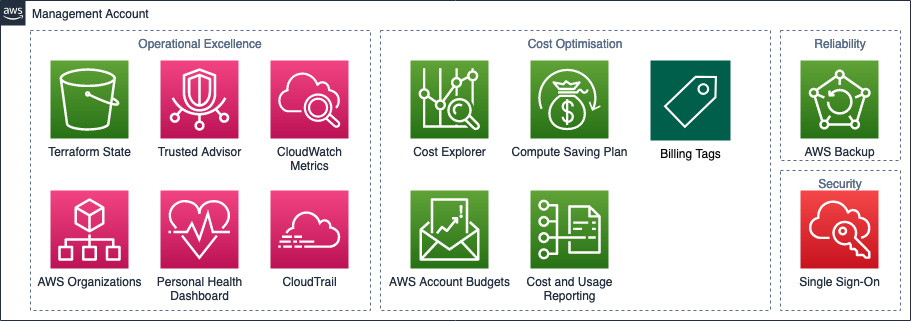 aws
Management Account
Operational Excellence
Terraform State
Trusted Advisor
CloudWatch
Metrics
AWS Organizations
Personal Health
Dashboard
CloudTrail
Cost Optimisation
Cost Explorer
Compute Saving Plan
Billing Tags
$
!
AWS Account Budgets
Cost and Usage
Reporting
Reliability
AWS Backup
Security
Single Sign-On